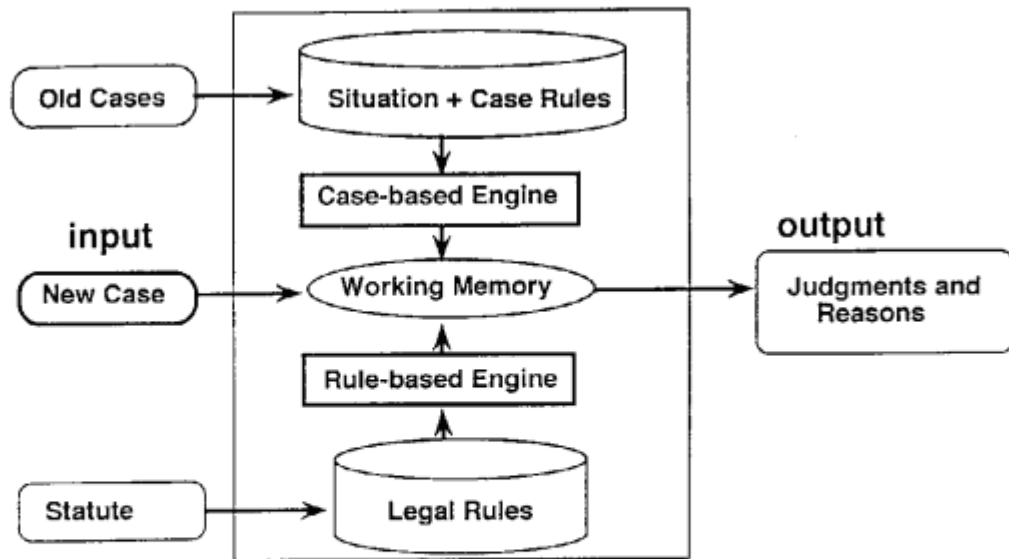 Old Cases
Situation + Case Rules
Case-based Engine
input
output
New Case
Working Memory
Judgments and
Reasons
Rule-based Engine
Statute
Legal Rules